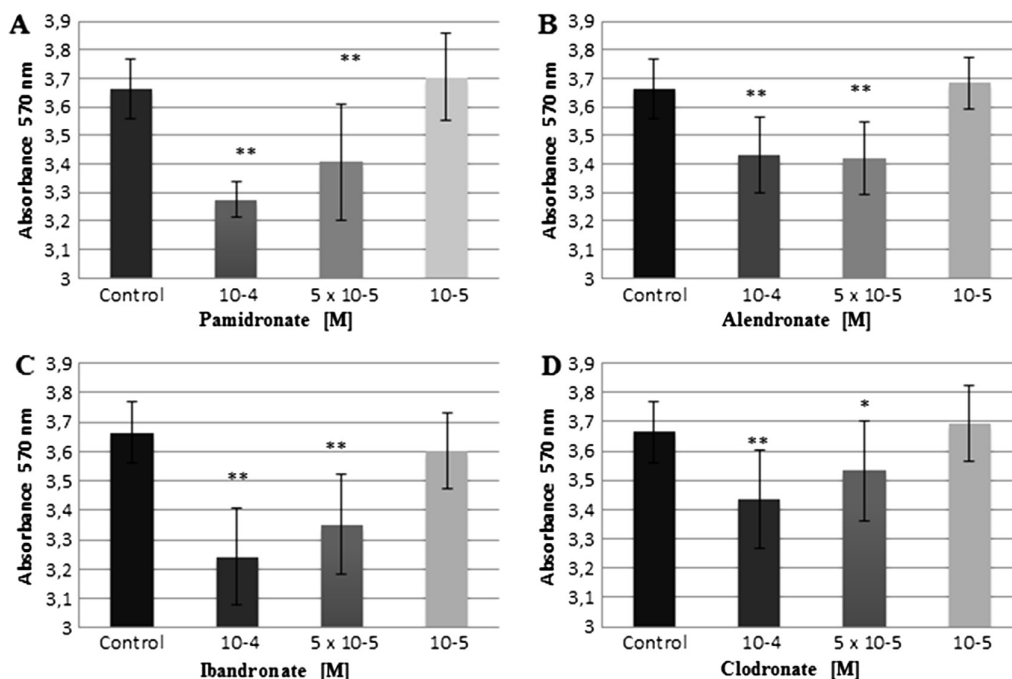 A
Absorbance 570 nm
3,9
3,8
3,7
3,6
3,5
3,4
3,3
3,2
3,1
3
**
**
Control 10-4 5 x 10-5 10-5
Pamidronate [M]
B
Absorbance 570 nm
3,9
3,8
3,7
3,6
3,5
3,4
3,3
3,2
3,1
3
** **
Control 10-4 5 x 10-5 10-5
Alendronate [M]
C
Absorbance 570 nm
3,9
3,8
3,7
3,6
3,5
3,4
3,3
3,2
3,1
3
**
**
Control 10-4 5 x 10-5 10-5
Ibandronate [M]
D
Absorbance 570 nm
3,9
3,8
3,7
3,6
3,5
3,4
3,3
3,2
3,1
3
*
**
Control 10-4 5 x 10-5 10-5
Clodronate [M]